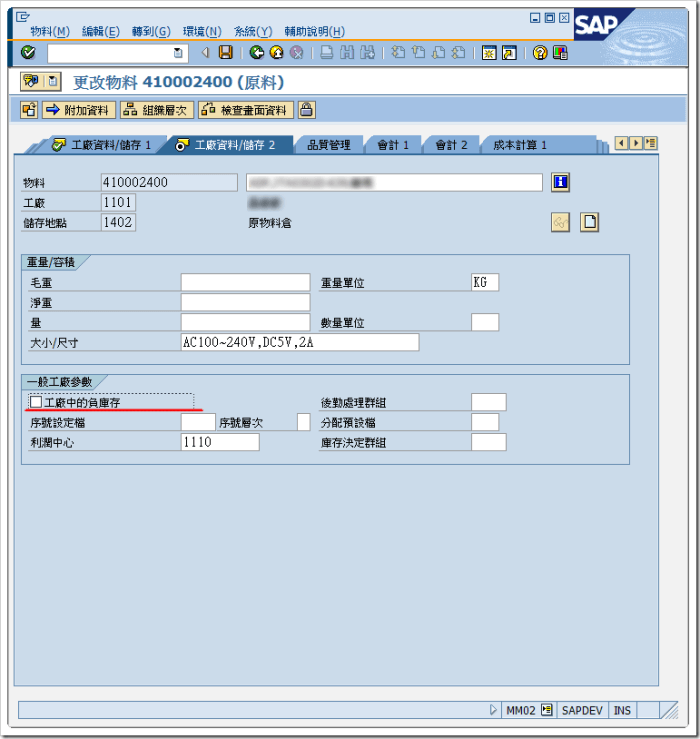 物料(M) 編輯(E) 轉到(G) 環境(N) 系統(Y) 輔助說明(H)
SAP
更改物料 410002400 (原料)
附加資料 組織層次 檢查畫面資料
工廠資料/儲存 1 工廠資料/儲存 2 品質管理 會計 1 會計 2 成本計算 1
物料 410002400
工廠 1101
儲存地點 1402 原物料倉
重量/容積
毛重 重量單位 KG
淨重
量 數量單位
大小/尺寸 AC100~240V,DC5V,2A
一般工廠參數
工廠中的負庫存 後勤處理群組
序號設定檔 序號層次 分配預設檔
利潤中心 1110 庫存決定群組
MM02 SAPDEV INS